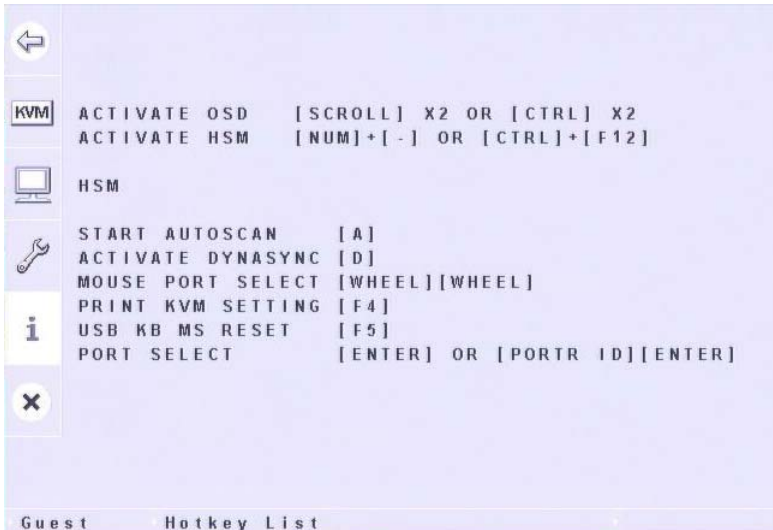 KVM
ACTIVATE OSD [SCROLL] X2 OR [CTRL] X2
ACTIVATE HSM [NUM]+[-] OR [CTRL]+[F12]
HSM
START AUTOSCAN [A]
ACTIVATE DYNASYNC [D]
MOUSE PORT SELECT [WHEEL][WHEEL]
PRINT KVM SETTING [F4]
USB KB MS RESET [F5]
PORT SELECT [ENTER] OR [PORTR ID][ENTER]
i
Guest Hotkey List